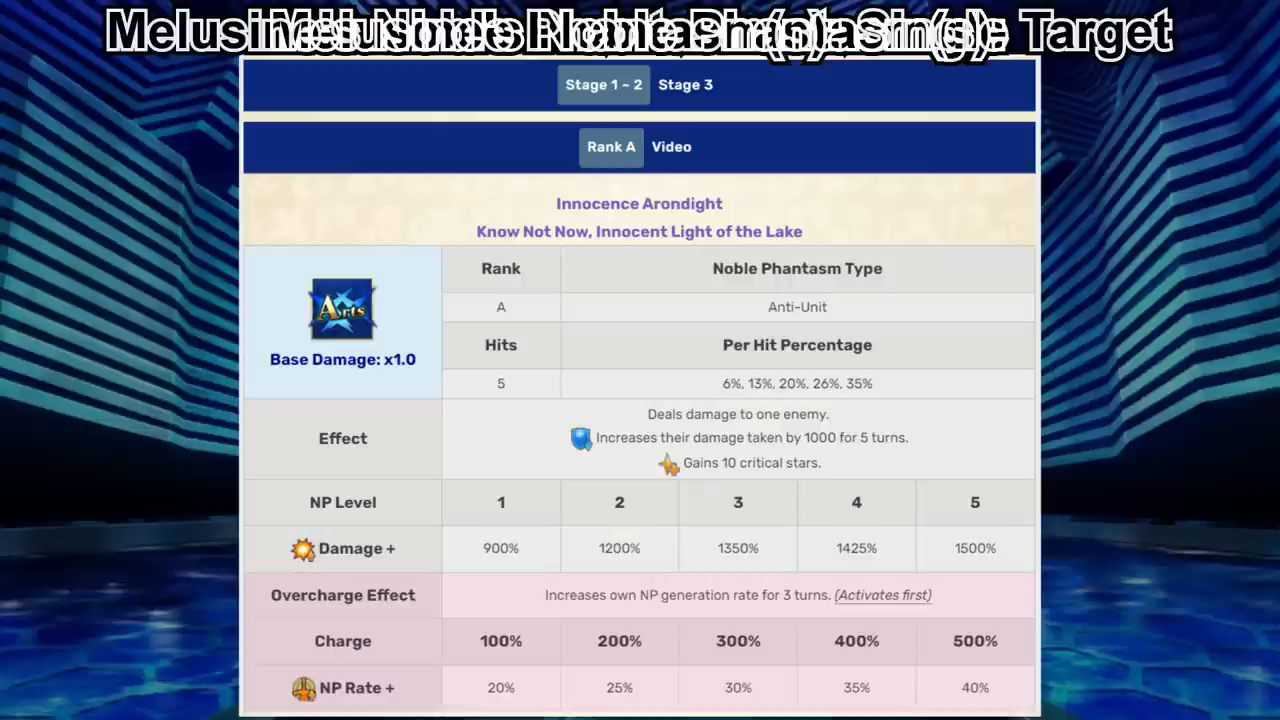 Melusine Target
Stage 1 ~ 2 Stage 3
Rank A Video
Innocence Arondight
Know Not Now, Innocent Light of the Lake
Arts
Base Damage: x1.0
Rank Noble Phantasm Type
A Anti-Unit
Hits Per Hit Percentage
5 6%, 13%, 20%, 26%, 35%
Effect
Deals damage to one enemy.
Increases their damage taken by 1000 for 5 turns.
Gains 10 critical stars.
NP Level 1 2 3 4 5
Damage + 900% 1200% 1350% 1425% 1500%
Overcharge Effect Increases own NP generation rate for 3 turns. (Activates first)
Charge 100% 200% 300% 400% 500%
NP Rate + 20% 25% 30% 35% 40%